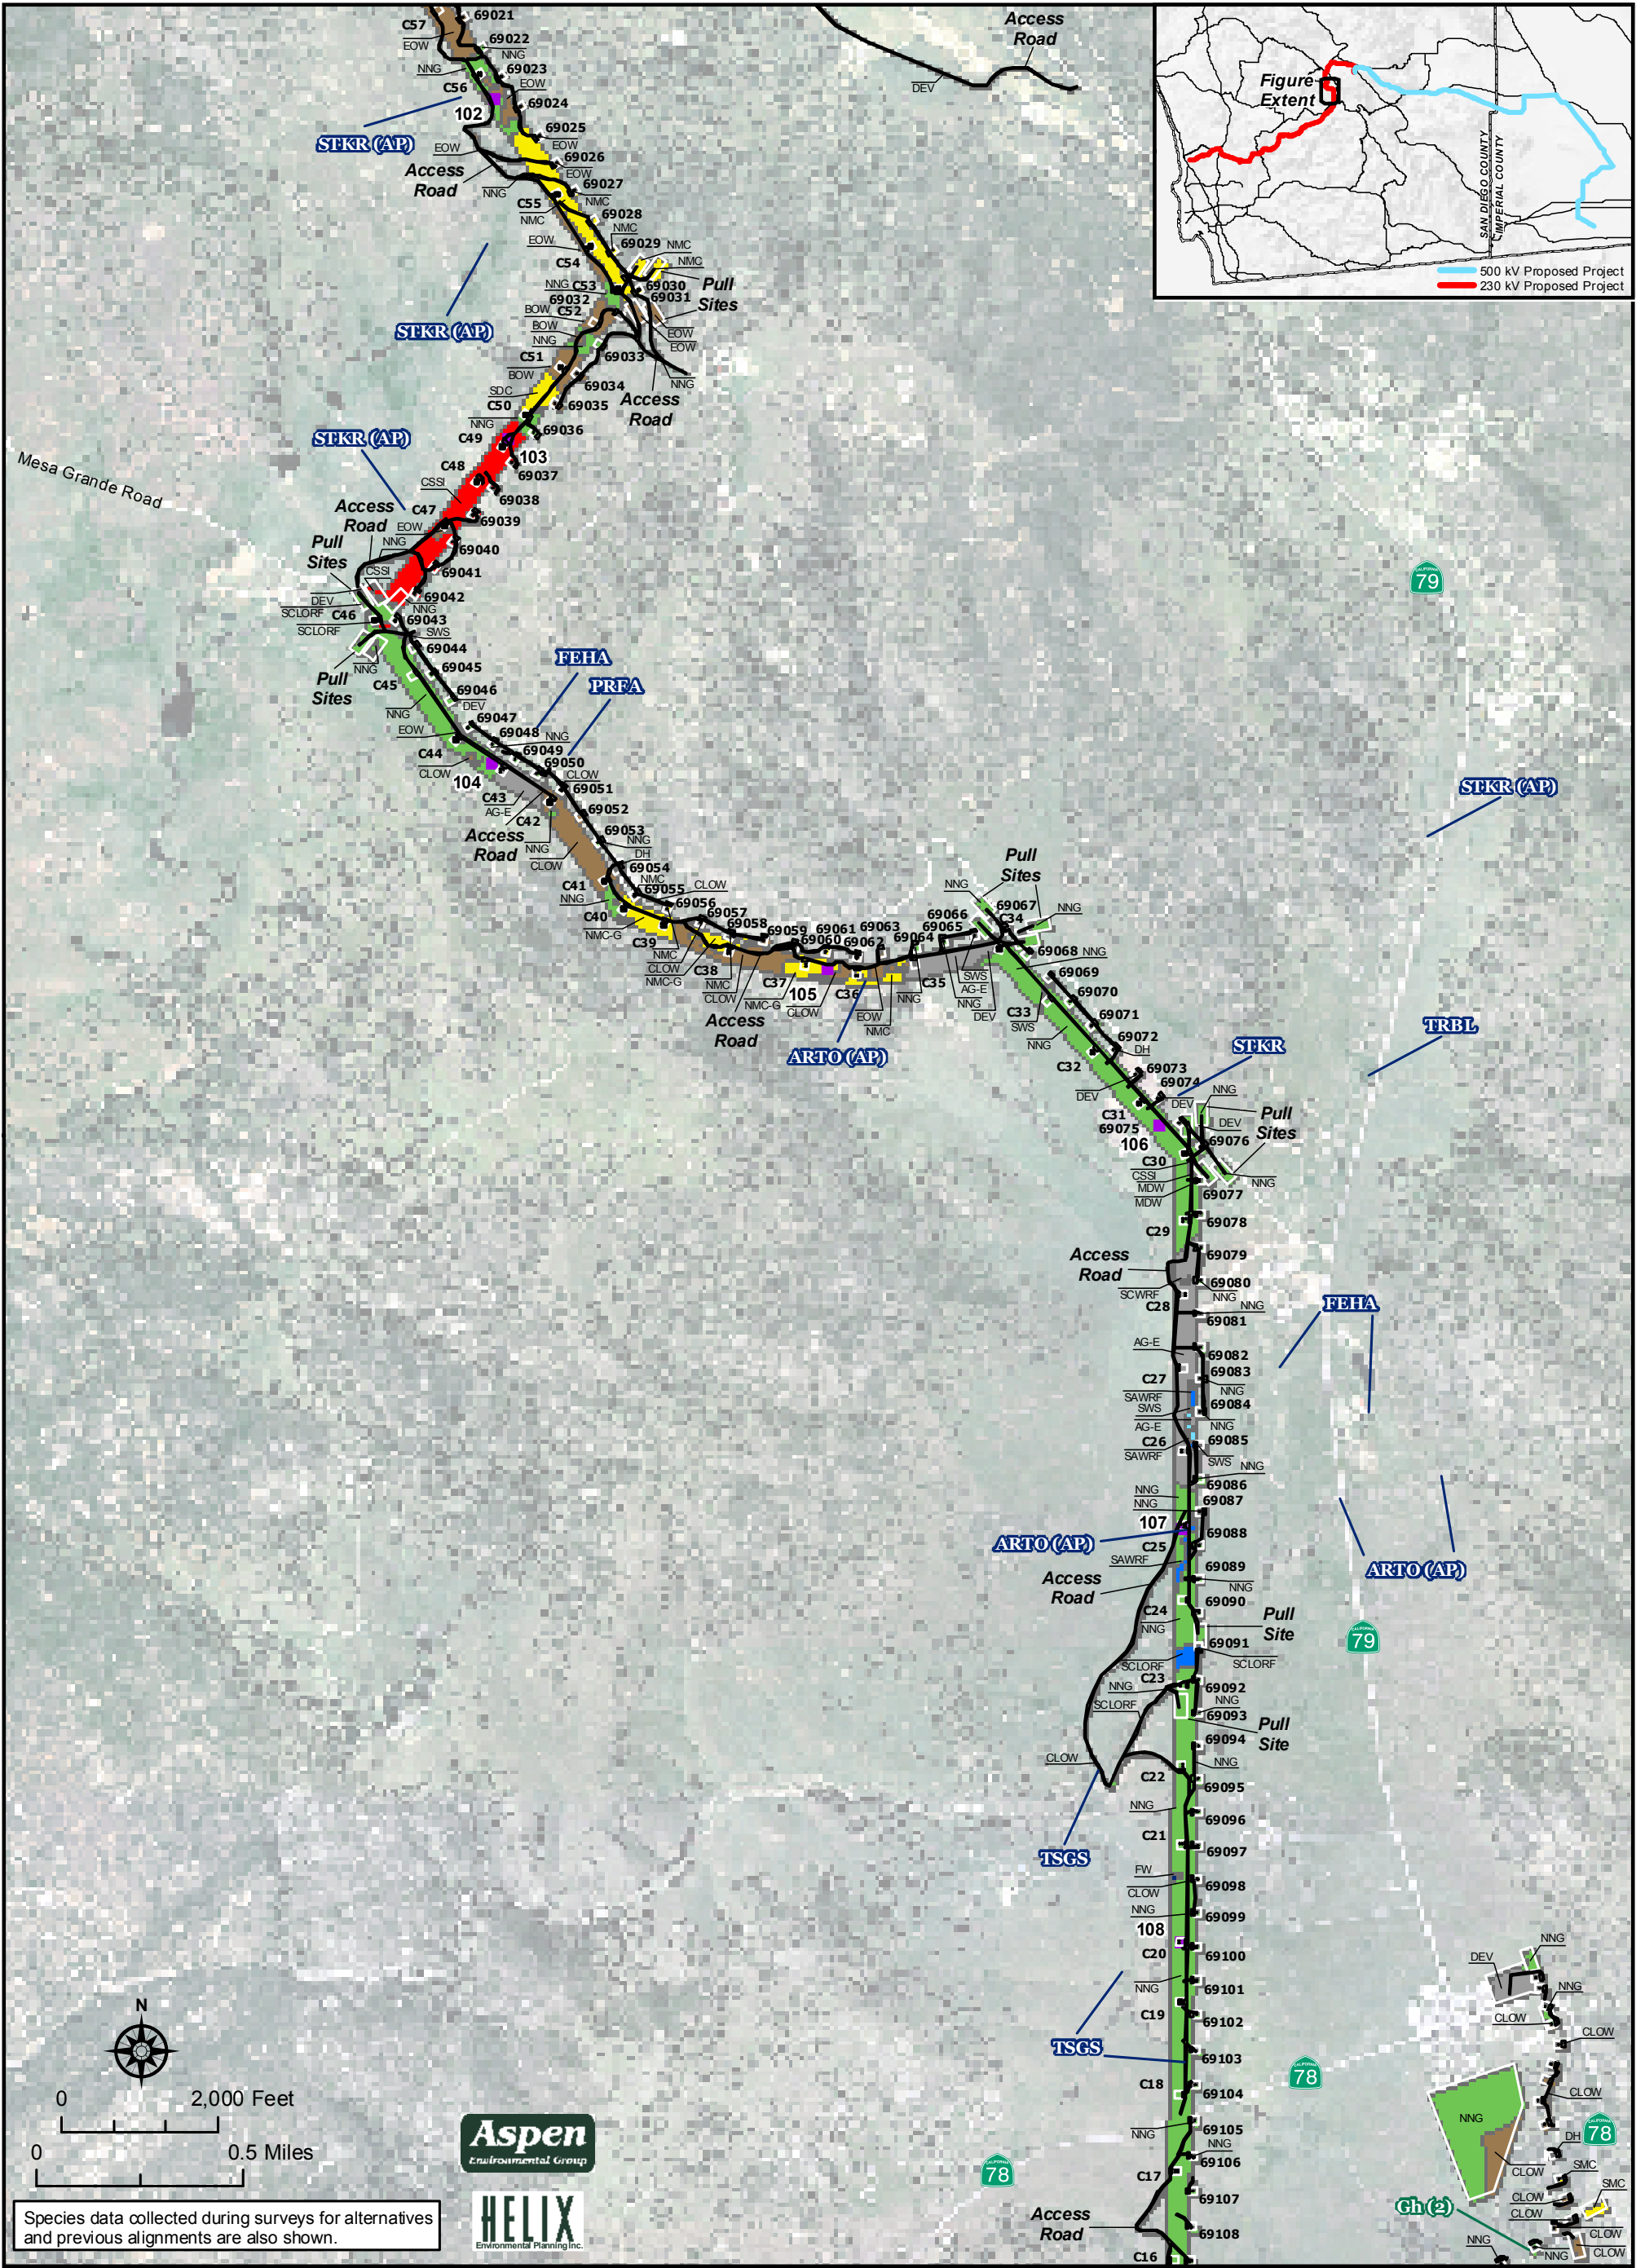 C57
69021
EOW
69022
NNG
NNG
69023
EOW
C56
69024
102
STKR (AP)
69025
EOW
EOW
69026
Access
Road
EOW
NNG
69027
NMC
C55
NMC
69028
NMC
EOW
69029
NMC
C54
NMC
NNG
C53
69030
Pull
Sites
69031
69032
BOW
C52
BOW
EOW
EOW
NNG
69033
C51
BOW
NNG
69034
SDC
Access
Road
C50
69035
NNG
69036
STKR (AP)
STKR (AP)
C49
103
69037
Mesa Grande Road
C48
CSSI
69038
Access
Road
C47
69039
EOW
NNG
Pull
Sites
69040
CSSI
69041
DEV
69042
SCLORF
C46
NNG
69043
SCLORF
SWS
69044
NNG
Pull
Sites
69045
C45
69046
NNG
DEV
FEHA
PRFA
69047
69048
EOW
NNG
69049
C44
69050
CLOW
CLOW
104
69051
C43
AG-E
C42
69052
Access
Road
69053
NNG
NNG
DH
CLOW
69054
NMC
C41
69055
CLOW
NNG
69056
C40
69057
NMC-G
69058
C39
69059
NMC
69060
69061
69062
69063
69064
69065
69066
CLOW
C38
NMC-G
NMC
CLOW
C37
NMC-G
105
CLOW
C36
EOW
NMC
NNG
C35
Access
Road
ARTO (AP)
Pull
Sites
NNG
69067
C34
NNG
69068
NNG
SWS
AG-E
NNG
DEV
69069
C33
69070
SWS
69071
NNG
69072
DH
C32
69073
69074
DEV
DEV
STKR
NNG
C31
69075
DEV
Pull
Sites
106
69076
C30
CSSI
MDW
NNG
MDW
69077
69078
C29
Access
Road
69079
69080
SCWRF
NNG
C28
NNG
69081
AG-E
69082
C27
69083
SAWRF
NNG
SWS
69084
AG-E
NNG
C26
69085
SAWRF
SWS
NNG
69086
NNG
69087
NNG
107
69088
ARTO (AP)
C25
SAWRF
69089
Access
Road
NNG
69090
C24
NNG
Pull
Site
69091
SCLORF
SCLORF
C23
69092
NNG
NNG
SCLORF
69093
Pull
Site
69094
CLOW
NNG
C22
69095
NNG
69096
C21
TSGS
69097
FW
69098
CLOW
NNG
69099
108
C20
69100
NNG
69101
C19
69102
TSGS
69103
C18
69104
69105
NNG
NNG
69106
C17
69107
Access
Road
69108
C16
Access
Road
DEV
Figure
Extent
SAN DIEGO COUNTY
IMPERIAL COUNTY
500 kV Proposed Project
230 kV Proposed Project
CALIFORNIA
79
STKR (AP)
TRBL
FEHA
ARTO (AP)
CALIFORNIA
79
CALIFORNIA
78
CALIFORNIA
78
NNG
DEV
NNG
CLOW
CLOW
CLOW
NNG
CALIFORNIA
78
DH
CLOW
SMC
CLOW
SMC
CLOW
Gh (2)
CLOW
NNG
NNG
CLOW
N
0 2,000 Feet
0 0.5 Miles
Aspen
Environmental Group
HELIX
Environmental Planning Inc.
Species data collected during surveys for alternatives
and previous alignments are also shown.